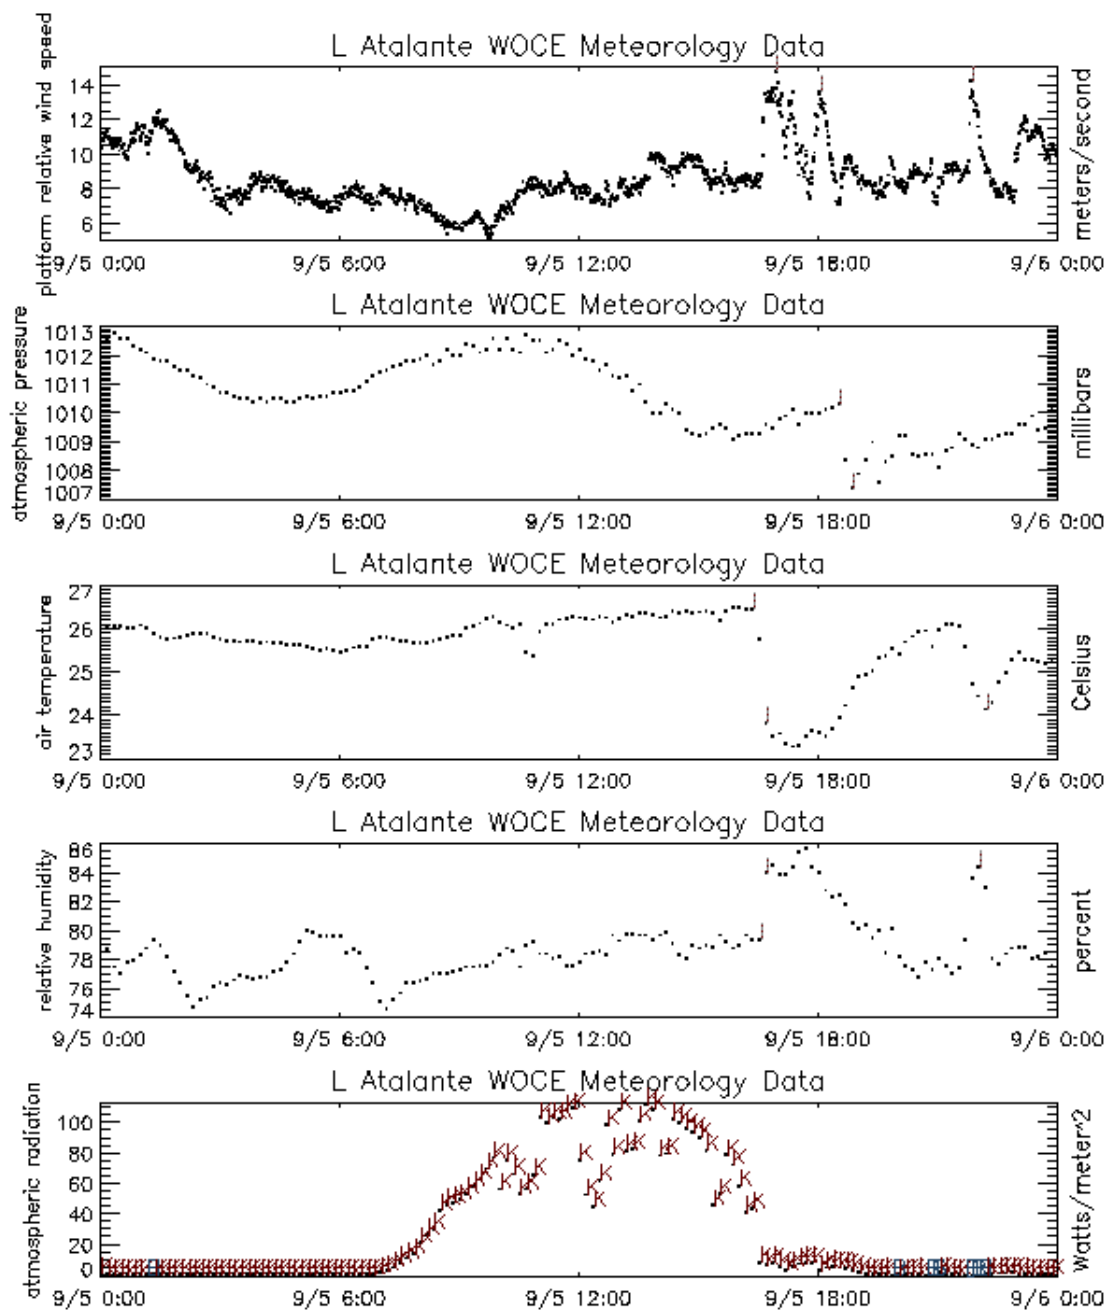 L Atalante WOCE Meteorology Data
platform relative wind speed
14
12
10
8
6
meters/second
9/5 0:00 9/5 6:00 9/5 12:00 9/5 18:00 9/6 0:00
L Atalante WOCE Meteorology Data
atmospheric pressure
1013
1012
1011
1010
1009
1008
1007
millibars
9/5 0:00 9/5 6:00 9/5 12:00 9/5 18:00 9/6 0:00
L Atalante WOCE Meteorology Data
air temperature
27
26
25
24
23
Celsius
9/5 0:00 9/5 6:00 9/5 12:00 9/5 18:00 9/6 0:00
L Atalante WOCE Meteorology Data
relative humidity
86
84
82
80
78
76
74
percent
9/5 0:00 9/5 6:00 9/5 12:00 9/5 18:00 9/6 0:00
L Atalante WOCE Meteorology Data
atmospheric radiation
100
80
60
40
20
0
Watts/meter^2
9/5 0:00 9/5 6:00 9/5 12:00 9/5 18:00 9/6 0:00